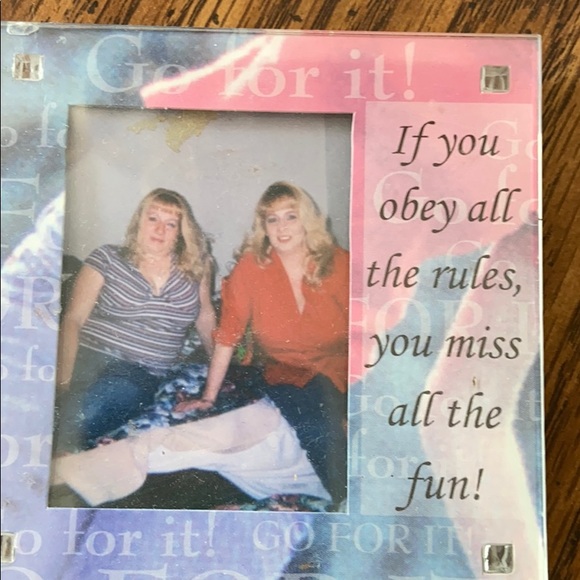 Go for it!
If you
obey all
the rules,
you miss
all the
fun!
for it!
GO FOR IT!